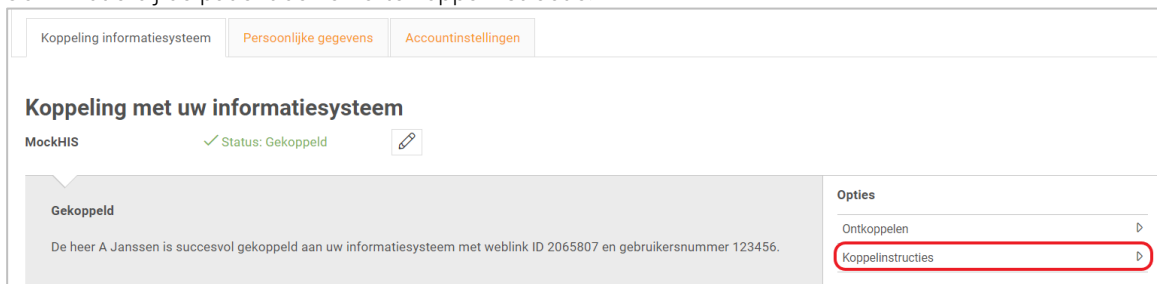 Koppeling informatiesysteem
Persoonlijke gegevens
Accountinstellingen
Koppeling met uw informatiesysteem
MockHIS
Status: Gekoppeld
Gekoppeld
De heer A Janssen is succesvol gekoppeld aan uw informatiesysteem met weblink ID 2065807 en gebruikersnummer 123456.
Opties
Ontkoppelen
Koppelinstructies